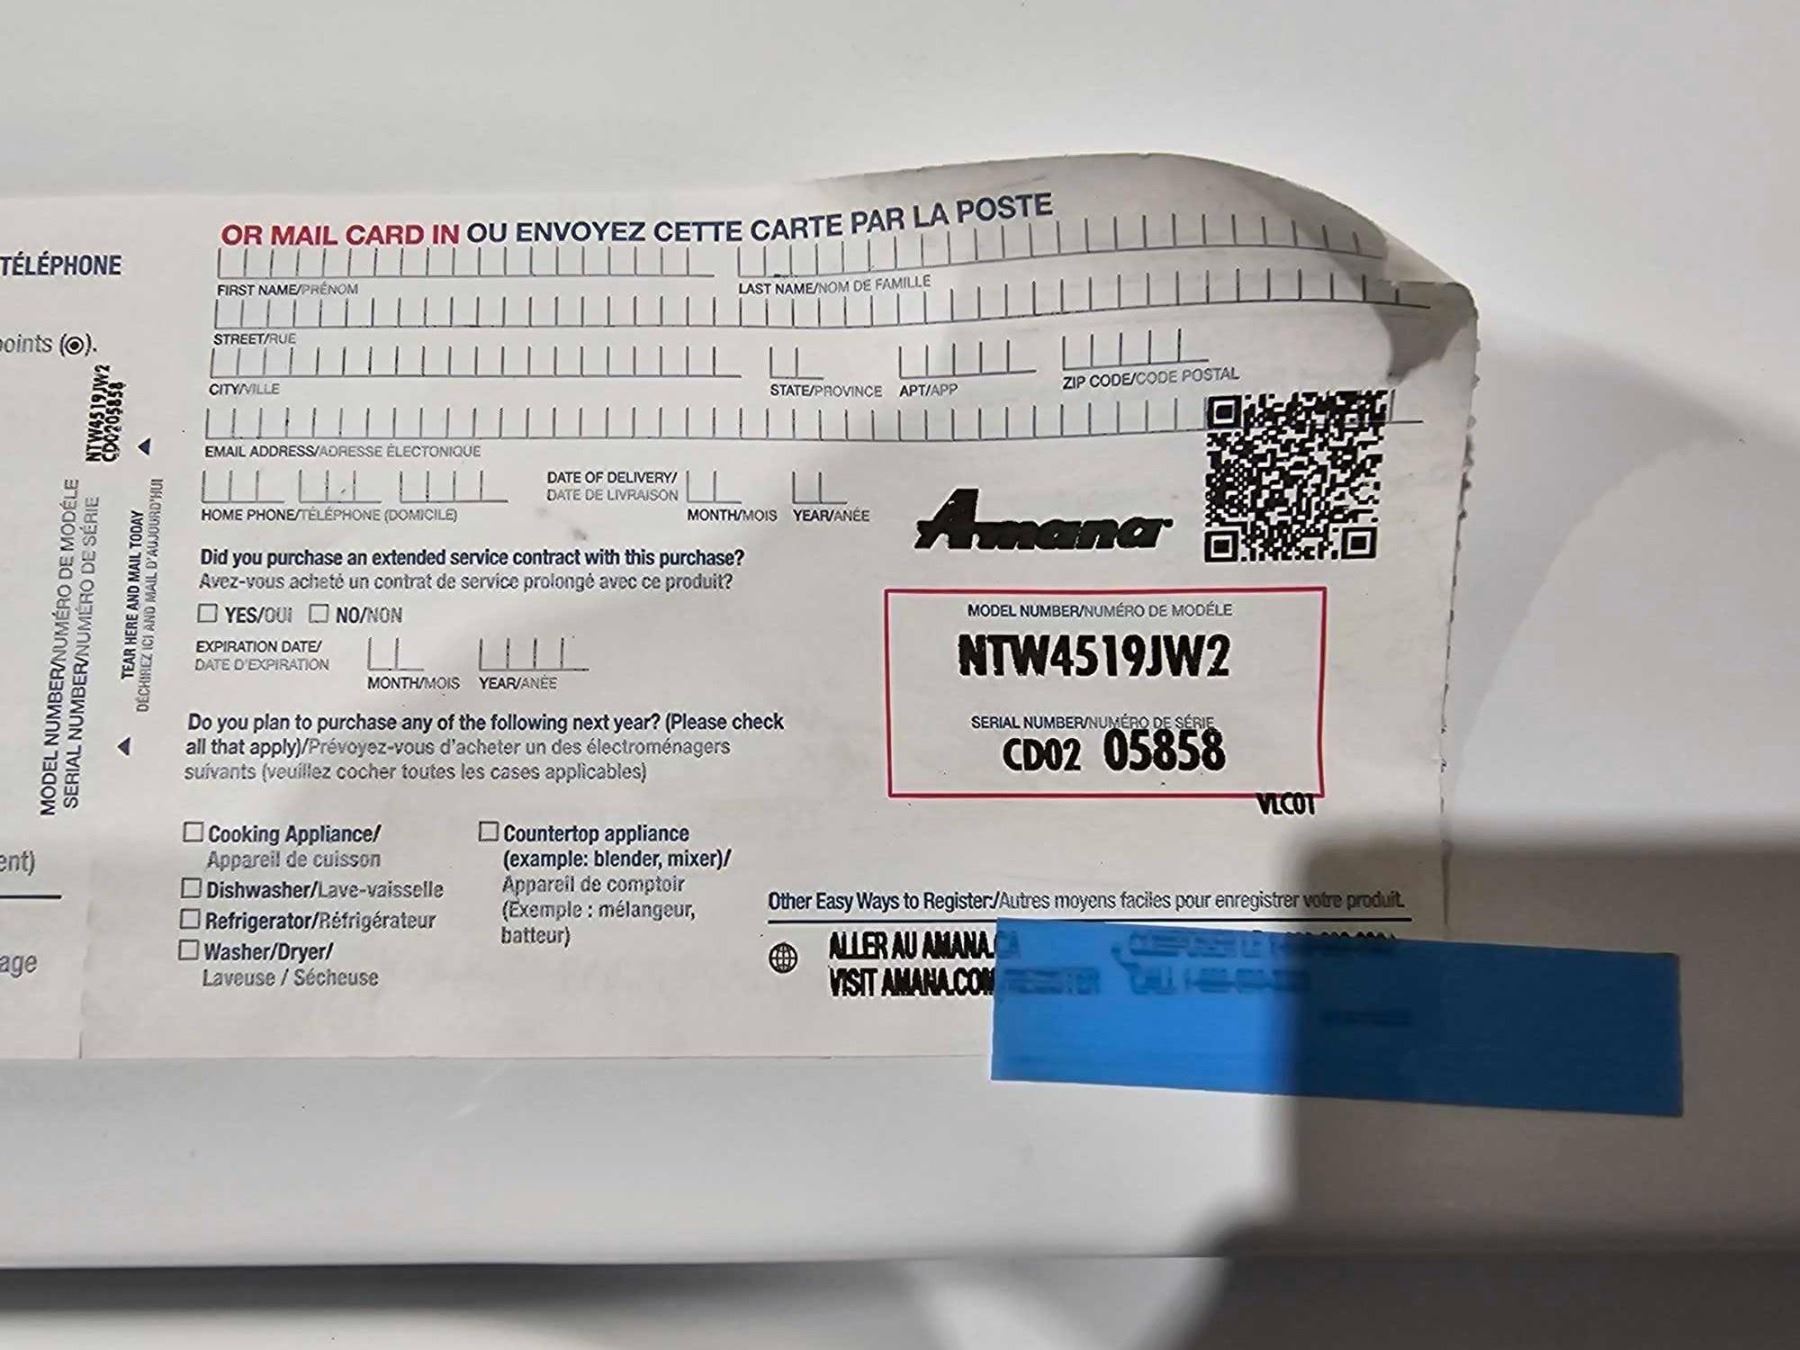 TÉLÉPHONE
points (◉).
NTW4519JW2
CD0205858
MODEL NUMBER/NUMÉRO DE MODÉLE
SERIAL NUMBER/NUMÉRO DE SÉRIE
TEAR HERE AND MAIL TODAY
DÉCHIREZ ICI AND MAIL D'AUJOURD'HUI
ent)
age
OR MAIL CARD IN OU ENVOYEZ CETTE CARTE PAR LA POSTE
FIRST NAME/PRÉNOM LAST NAME/NOM DE FAMILLE
STREET/RUE
CITY/VILLE STATE/PROVINCE APT/APP ZIP CODE/CODE POSTAL
EMAIL ADDRESS/ADRESSE ÉLECTONIQUE
DATE OF DELIVERY/
DATE DE LIVRAISON
HOME PHONE/TÉLÉPHONE (DOMICILE) MONTH/MOIS YEAR/ANÉE
Did you purchase an extended service contract with this purchase?
Avez-vous acheté un contrat de service prolongé avec ce produit?
YES/OUI NO/NON
EXPIRATION DATE/
DATE D'EXPIRATION
MONTH/MOIS YEAR/ANÉE
Do you plan to purchase any of the following next year? (Please check
all that apply)/Prévoyez-vous d'acheter un des électroménagers
suivants (veuillez cocher toutes les cases applicables)
Cooking Appliance/
Appareil de cuisson
Dishwasher/Lave-vaisselle
Refrigerator/Réfrigérateur
Washer/Dryer/
Laveuse / Sécheuse
Countertop appliance
(example: blender, mixer)/
Appareil de comptoir
(Exemple : mélangeur,
batteur)
Amana
MODEL NUMBER/NUMÉRO DE MODÉLE
NTW4519JW2
SERIAL NUMBER/NUMÉRO DE SÉRIE
CD02 05858
VLC01
Other Easy Ways to Register:/Autres moyens faciles pour enregistrer votre produit.
ALLER AU AMANA.CA
VISIT AMANA.COM/REGISTER CALL